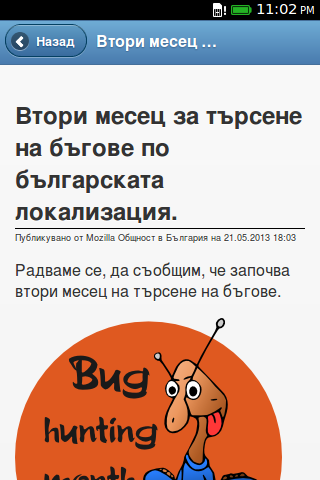 11:02 PM
Назад
Втори месец ...
Втори месец за търсене
на бъгове по
българската
локализация.
Публикувано от Mozilla Общност в България на 21.05.2013 18:03
Радваме се, да съобщим, че започва
втори месец на търсене на бъгове.
Bug
hunting
month